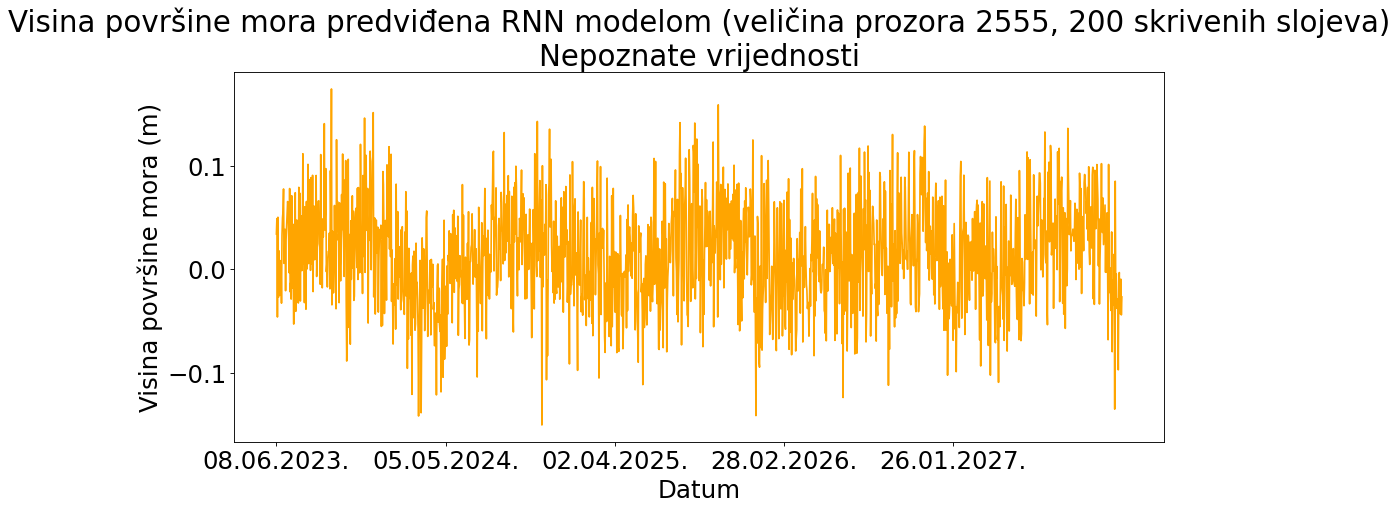 Visina površine mora predviđena RNN modelom (veličina prozora 2555, 200 skrivenih slojeva)
Nepoznate vrijednosti
Visina površine mora (m)
0.1
0.0
−0.1
08.06.2023. 05.05.2024. 02.04.2025. 28.02.2026. 26.01.2027.
Datum